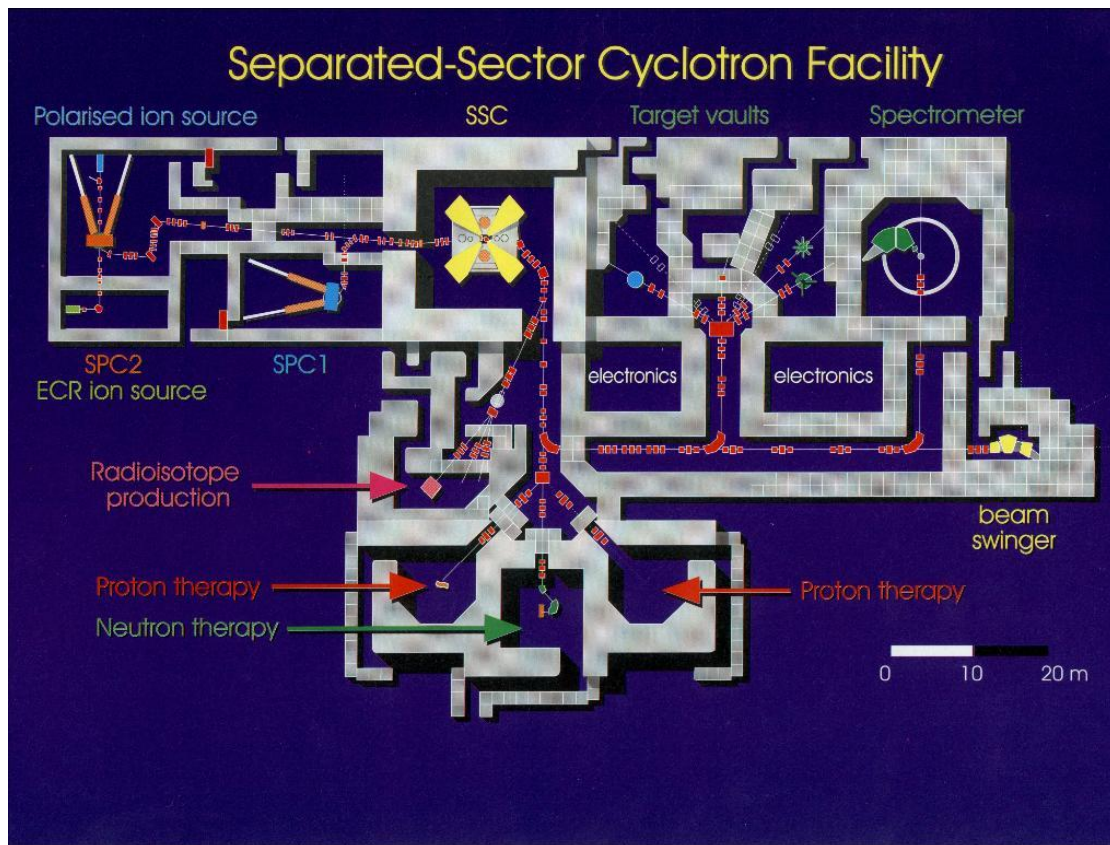 Separated-Sector Cyclotron Facility
Polarised ion source
SSC
Target vaults
Spectrometer
SPC2
ECR ion source
SPC1
electronics
electronics
Radioisotope
production
beam
swinger
Proton therapy
Proton therapy
Neutron therapy
0
10
20 m